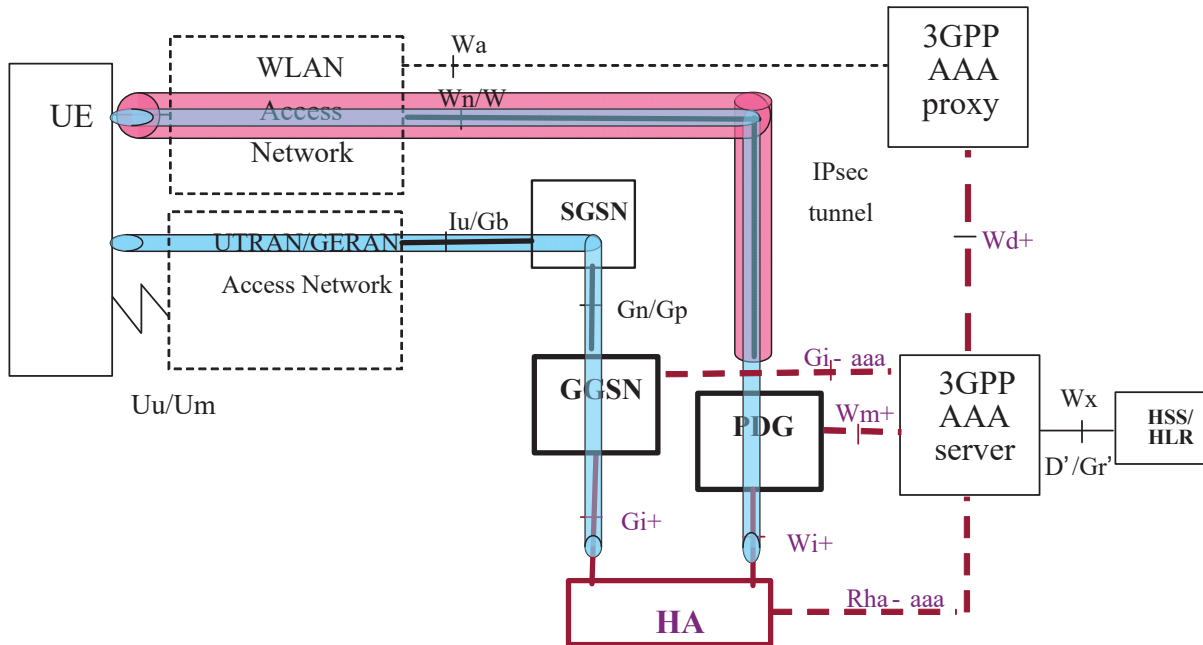 Wa
3GPP
AAA
proxy
WLAN
Access
Network
UE
Wn/W
IPsec
tunnel
SGSN
Iu/Gb
UTRAN/GERAN
Access Network
Wd+
Gn/Gp
Gi- aaa
Uu/Um
GGSN
PDG
Wm+
3GPP
AAA
server
Wx
D’/Gr’
HSS/
HLR
Gi+
Wi+
Rha- aaa
HA